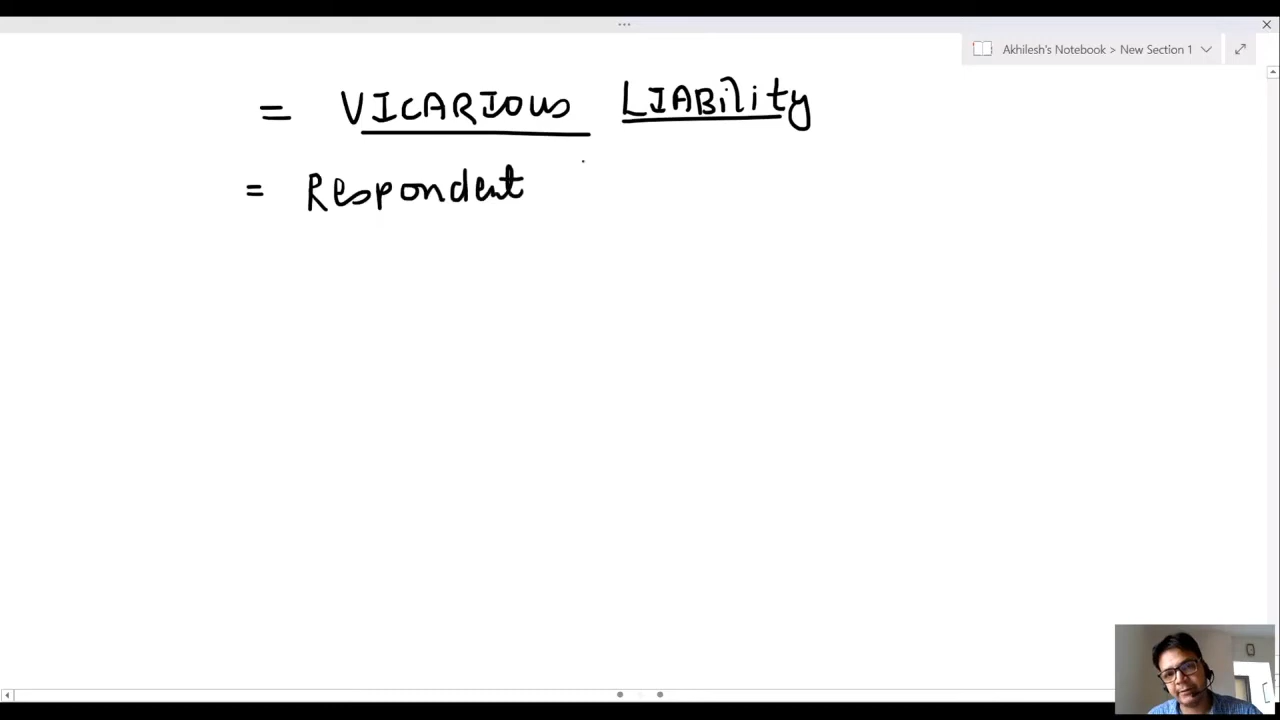 Akhilesh's Notebook > New Section 1
= VICARIOUS LIABility
= Respondent